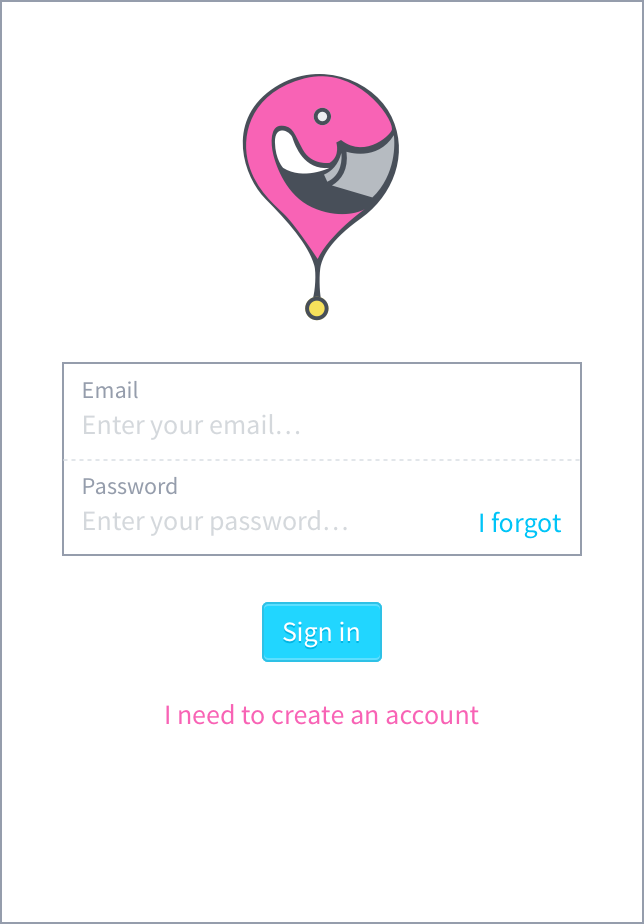 Email
Enter your email…
Password
Enter your password…
I forgot
Sign in
I need to create an account